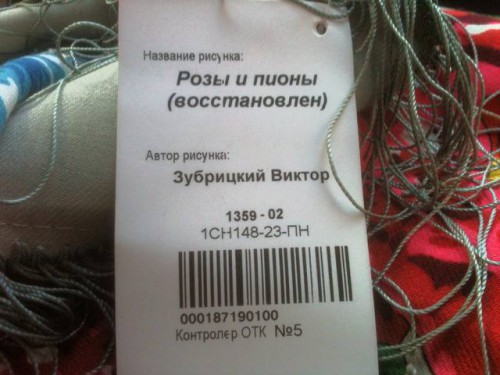 Название рисунка:
Розы и пионы
(восстановлен)
Автор рисунка:
Зубрицкий Виктор
1359 - 02
1СН148-23-ПН
000187190100
Контролер ОТК №5